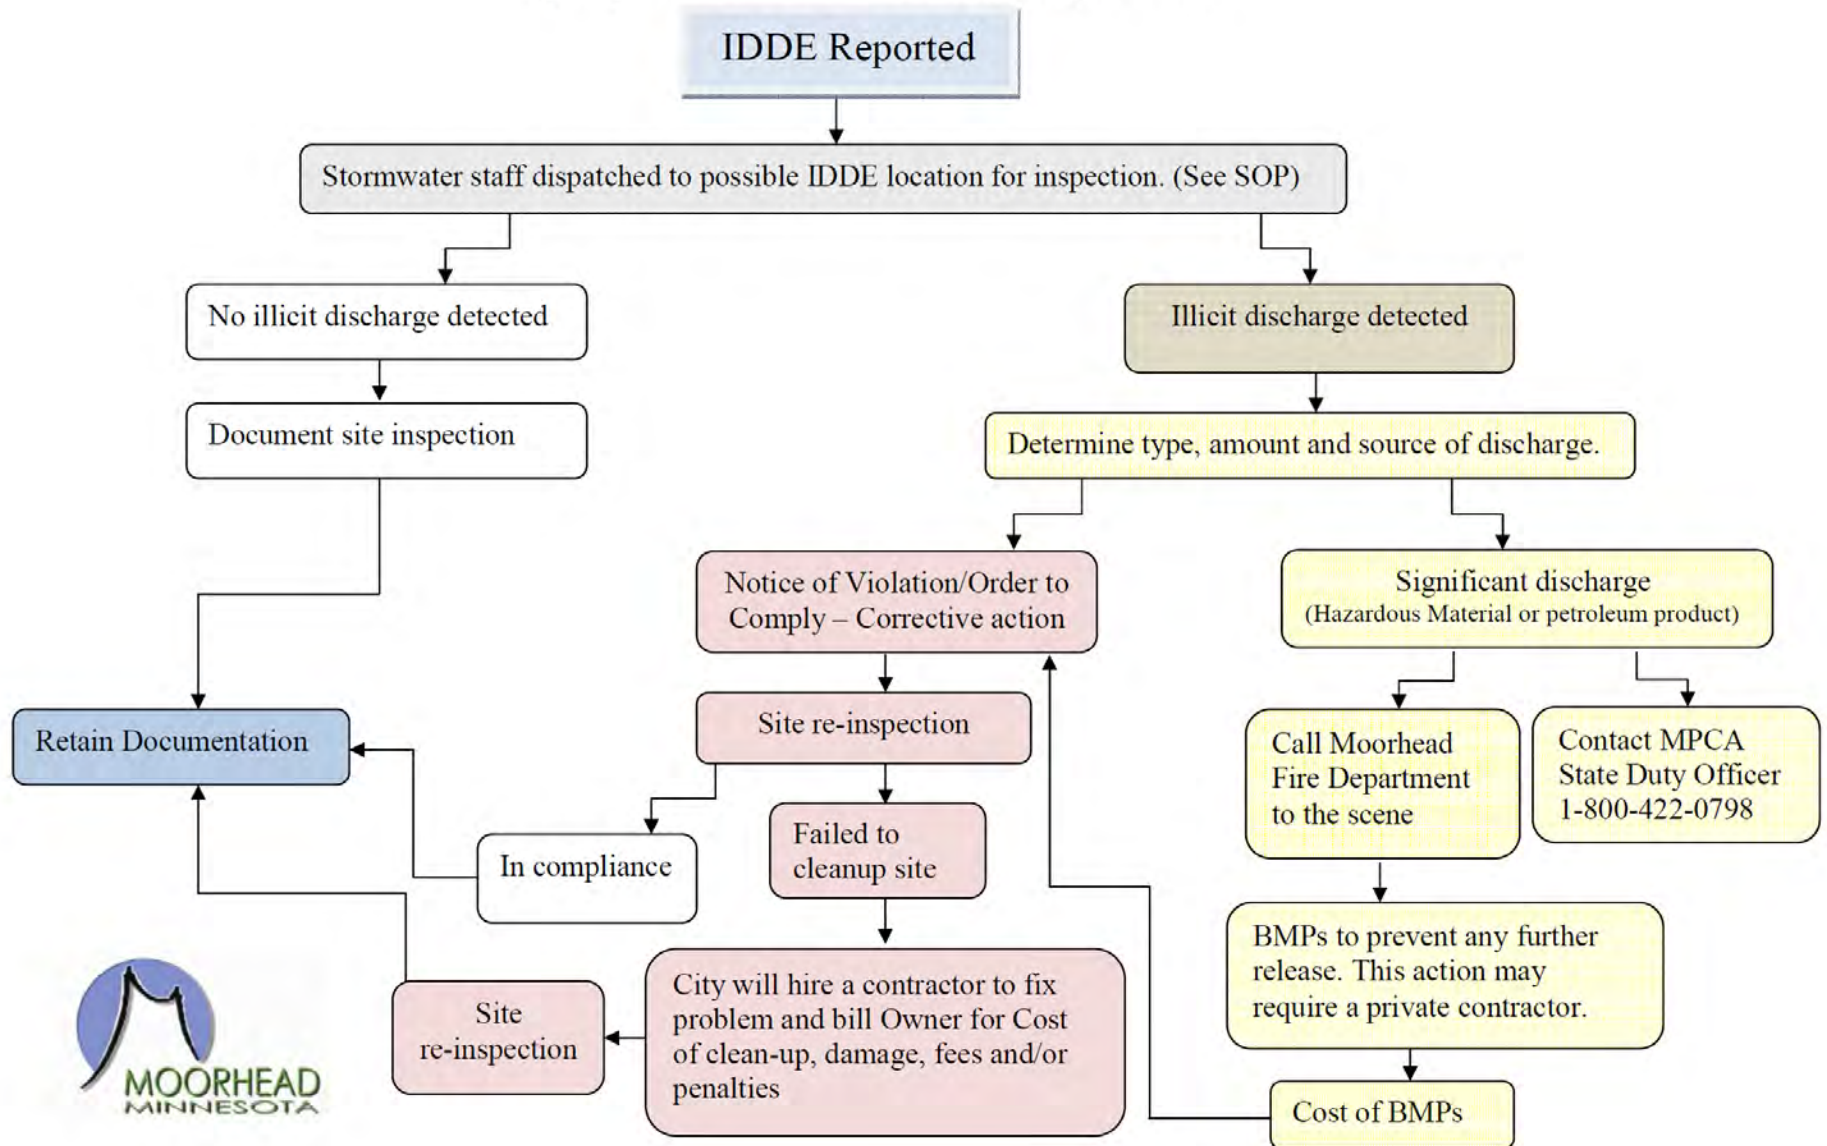 IDDE Reported
Stormwater staff dispatched to possible IDDE location for inspection. (See SOP)
No illicit discharge detected
Illicit discharge detected
Document site inspection
Determine type, amount and source of discharge.
Notice of Violation/Order to
Comply – Corrective action
Significant discharge
(Hazardous Material or petroleum product)
Retain Documentation
Site re-inspection
Call Moorhead
Fire Department
to the scene
Contact MPCA
State Duty Officer
1-800-422-0798
In compliance
Failed to
cleanup site
BMPs to prevent any further
release. This action may
require a private contractor.
Site
re-inspection
City will hire a contractor to fix
problem and bill Owner for Cost
of clean-up, damage, fees and/or
penalties
Cost of BMPs
MOORHEAD
MINNESOTA